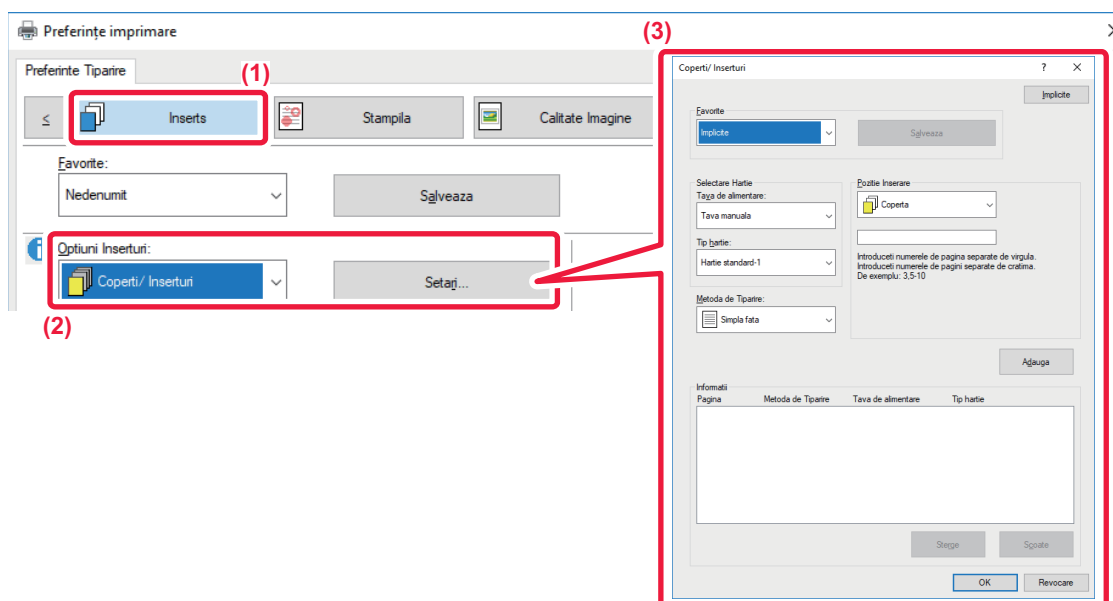 Preferințe imprimare
(3)
Preferinte Tiparire
(1)
≤ Inserts Stampila Calitate Imagine
Favorite:
Nedenumit Salveaza
Optiuni Inserturi:
Coperti/ Inserturi Setari...
(2)
Coperti/ Inserturi ? X
Implicite
Favorite
Implicite Salveaza
Selectare Hartie
Tava de alimentare:
Tava manuala
Tip hartie:
Hartie standard-1
Metoda de Tiparire:
Simpla fata
Pozitie Inserare
Coperta
Introduceti numerele de pagina separate de virgula.
Introduceti numerele de pagini separate de cratima.
De exemplu: 3,5-10
Adauga
Informatii
Pagina Metoda de Tiparire Tava de alimentare Tip hartie
Sterge Scoate
OK Revocare